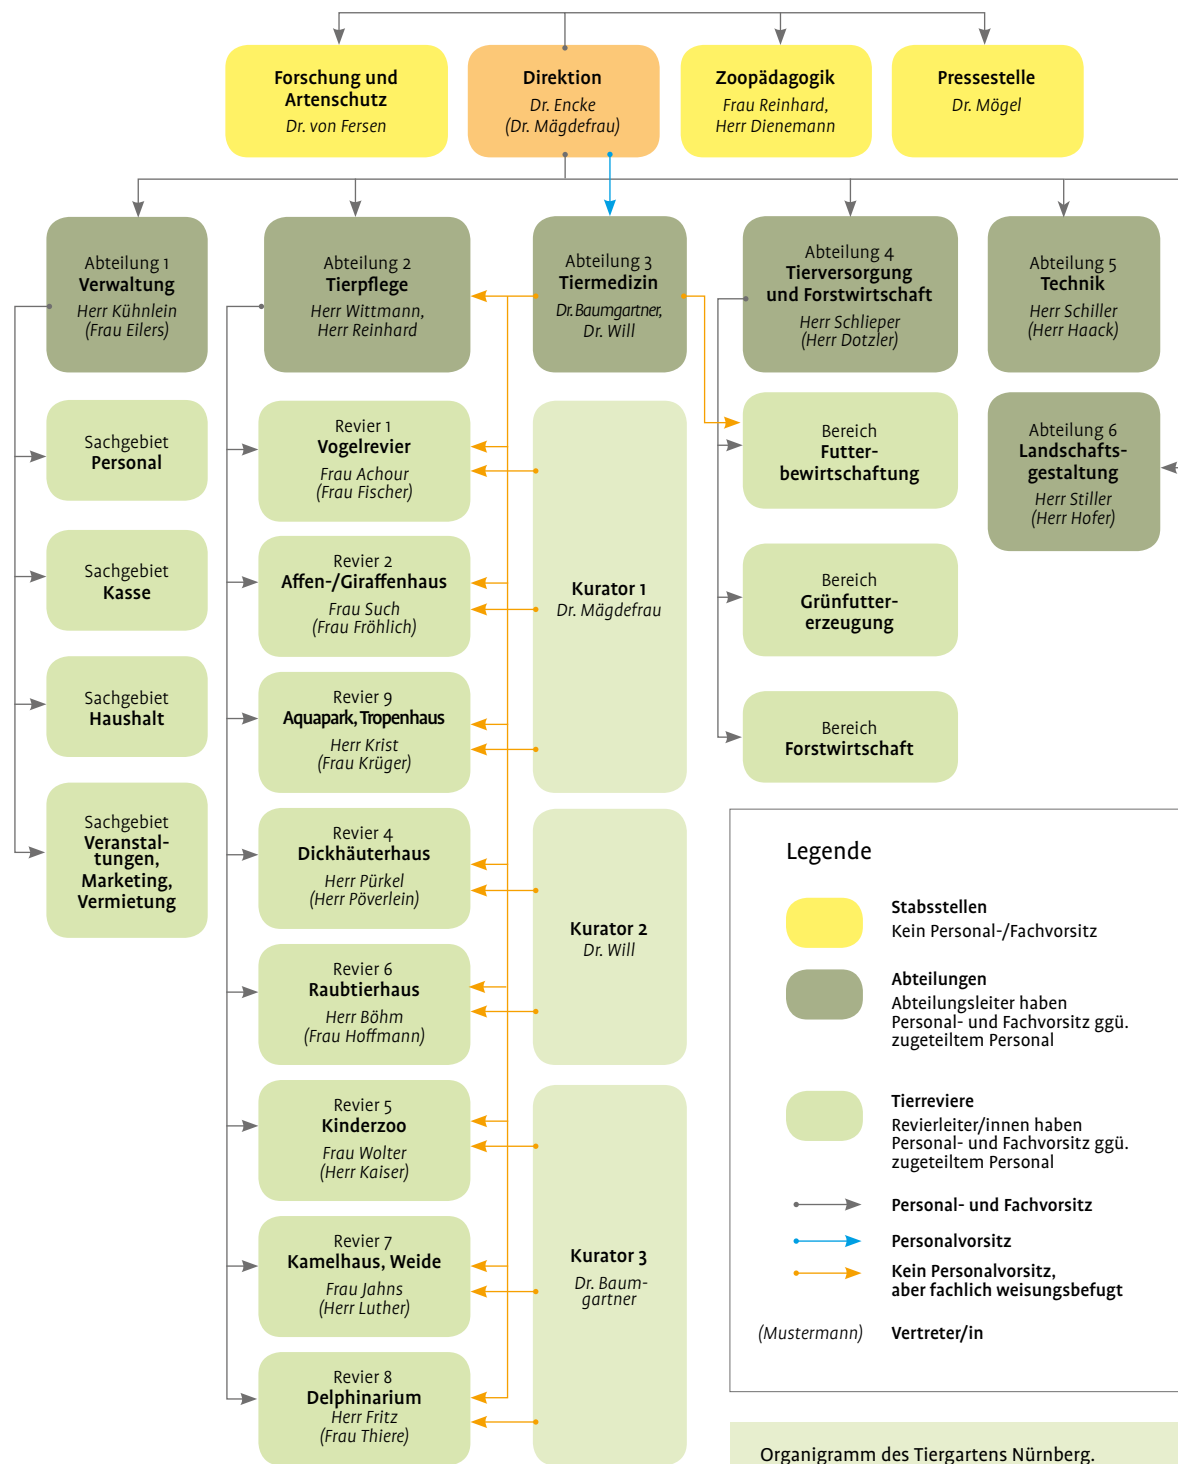 Forschung und
Artenschutz
Dr. von Fersen
Direktion
Dr. Encke
(Dr. Mägdefrau)
Zoopädagogik
Frau Reinhard,
Herr Dienemann
Pressestelle
Dr. Mögel
Abteilung 1
Verwaltung
Herr Kühnlein
(Frau Eilers)
Abteilung 2
Tierpflege
Herr Wittmann,
Herr Reinhard
Abteilung 3
Tiermedizin
Dr. Baumgartner,
Dr. Will
Abteilung 4
Tierversorgung
und Forstwirtschaft
Herr Schlieper
(Herr Dotzler)
Abteilung 5
Technik
Herr Schiller
(Herr Haack)
Abteilung 6
Landschafts-
gestaltung
Herr Stiller
(Herr Hofer)
Sachgebiet
Personal
Sachgebiet
Kasse
Sachgebiet
Haushalt
Sachgebiet
Veranstal-
tungen,
Marketing,
Vermietung
Revier 1
Vogelrevier
Frau Achour
(Frau Fischer)
Revier 2
Affen-/Giraffenhaus
Frau Such
(Frau Fröhlich)
Revier 9
Aquapark, Tropenhaus
Herr Krist
(Frau Krüger)
Revier 4
Dickhäuterhaus
Herr Pürkel
(Herr Pöverlein)
Revier 6
Raubtierhaus
Herr Böhm
(Frau Hoffmann)
Revier 5
Kinderzoo
Frau Wolter
(Herr Kaiser)
Revier 7
Kamelhaus, Weide
Frau Jahns
(Herr Luther)
Revier 8
Delphinarium
Herr Fritz
(Frau Thiere)
Kurator 1
Dr. Mägdefrau
Kurator 2
Dr. Will
Kurator 3
Dr. Baum-
gartner
Bereich
Futter-
bewirtschaftung
Bereich
Grünfutter-
erzeugung
Bereich
Forstwirtschaft
Legende
Stabsstellen
Kein Personal-/Fachvorsitz
Abteilungen
Abteilungsleiter haben
Personal- und Fachvorsitz ggü.
zugeteiltem Personal
Tierreviere
Revierleiter/innen haben
Personal- und Fachvorsitz ggü.
zugeteiltem Personal
Personal- und Fachvorsitz
Personalvorsitz
Kein Personalvorsitz,
aber fachlich weisungsbefugt
(Mustermann) Vertreter/in
Organigramm des Tiergartens Nürnberg.